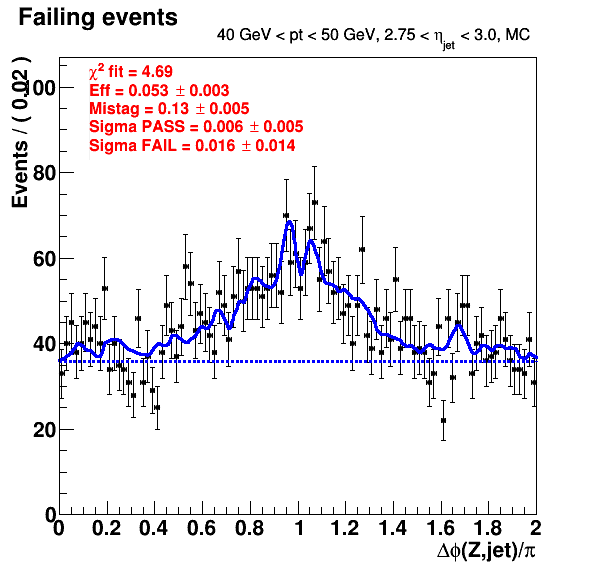 Failing events
40 GeV < pt < 50 GeV, 2.75 < η_jet < 3.0, MC
χ² fit = 4.69
Eff = 0.053 ± 0.003
Mistag = 0.13 ± 0.005
Sigma PASS = 0.006 ± 0.005
Sigma FAIL = 0.016 ± 0.014
Events / ( 0.02 )
100
80
60
40
20
0
0 0.2 0.4 0.6 0.8 1 1.2 1.4 1.6 1.8 2
Δϕ(Z,jet)/π